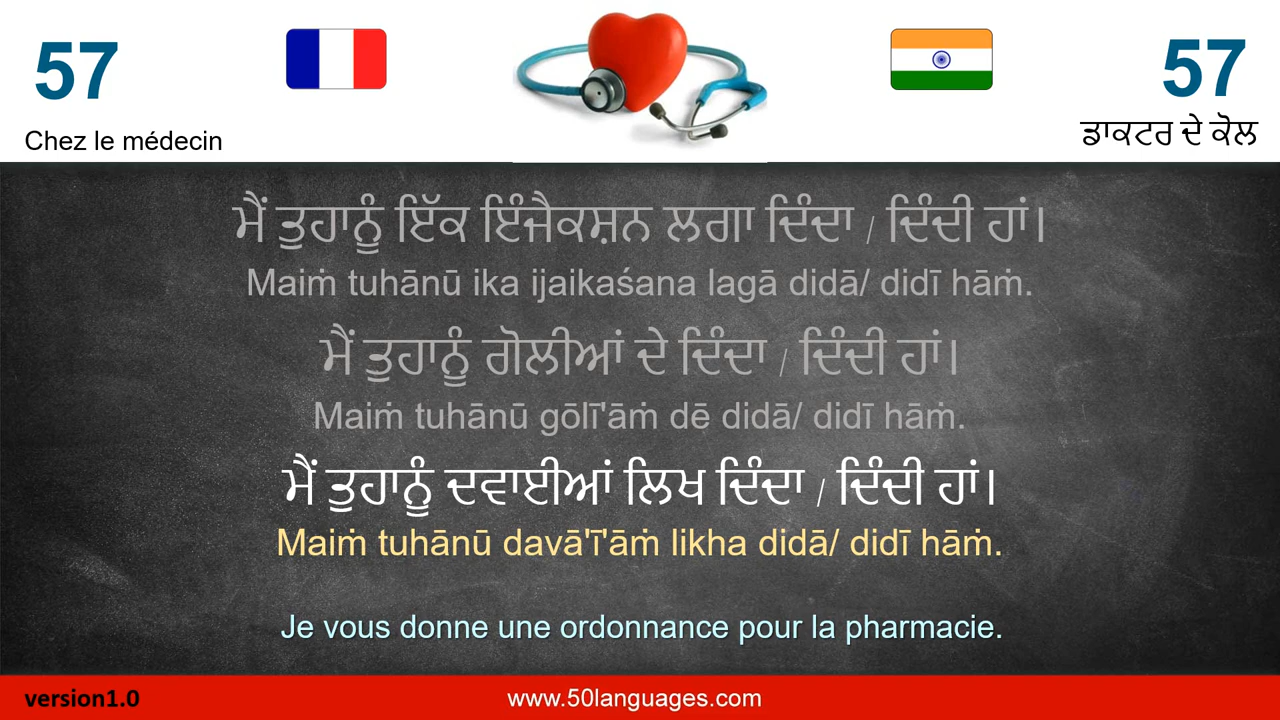 57
57
Chez le médecin
ਡਾਕਟਰ ਦੇ ਕੋਲ
ਮੈਂ ਤੁਹਾਨੂੰ ਇੱਕ ਇੰਜੈਕਸ਼ਨ ਲਗਾ ਦਿੰਦਾ / ਦਿੰਦੀ ਹਾਂ।
Maiṁ tuhānū ika ijaikaśana lagā didā/ didī hāṁ.
ਮੈਂ ਤੁਹਾਨੂੰ ਗੋਲੀਆਂ ਦੇ ਦਿੰਦਾ / ਦਿੰਦੀ ਹਾਂ।
Maiṁ tuhānū gōlī'āṁ dē didā/ didī hāṁ.
ਮੈਂ ਤੁਹਾਨੂੰ ਦਵਾਈਆਂ ਲਿਖ ਦਿੰਦਾ / ਦਿੰਦੀ ਹਾਂ।
Maiṁ tuhānū davā'ī'āṁ likha didā/ didī hāṁ.
Je vous donne une ordonnance pour la pharmacie.
version1.0
www.50languages.com